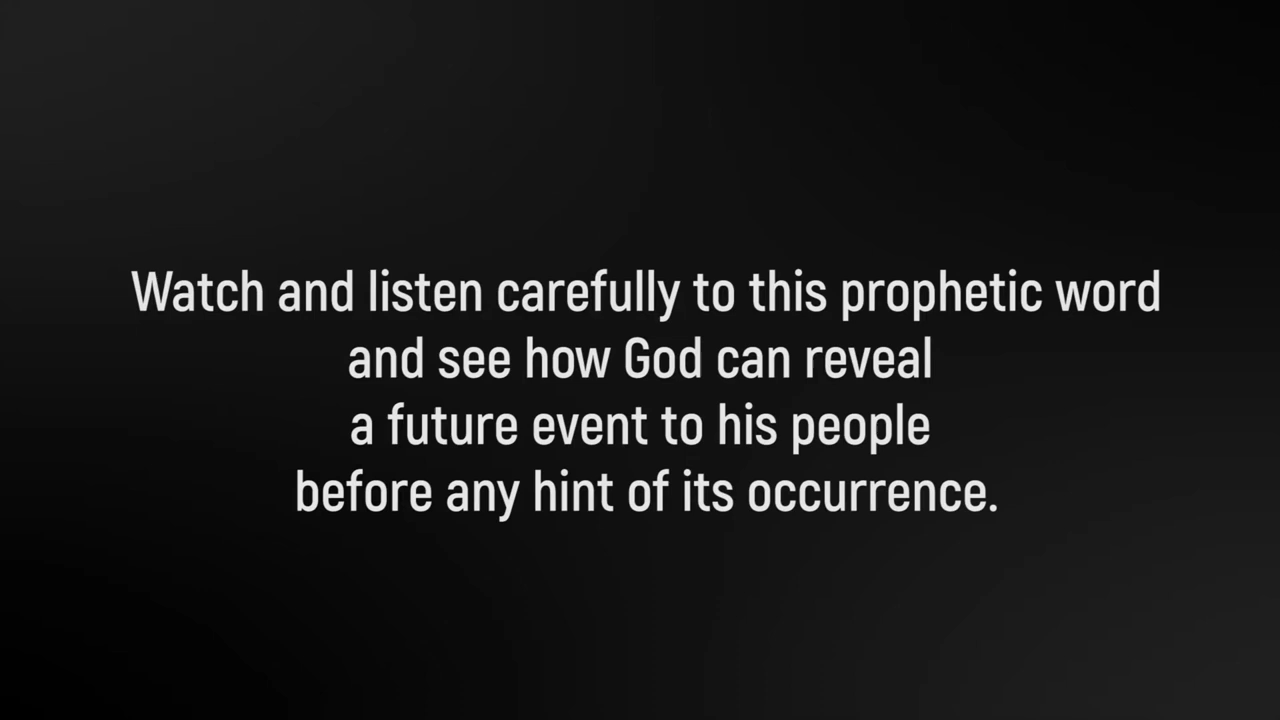 Watch and listen carefully to this prophetic word
and see how God can reveal
a future event to his people
before any hint of its occurrence.